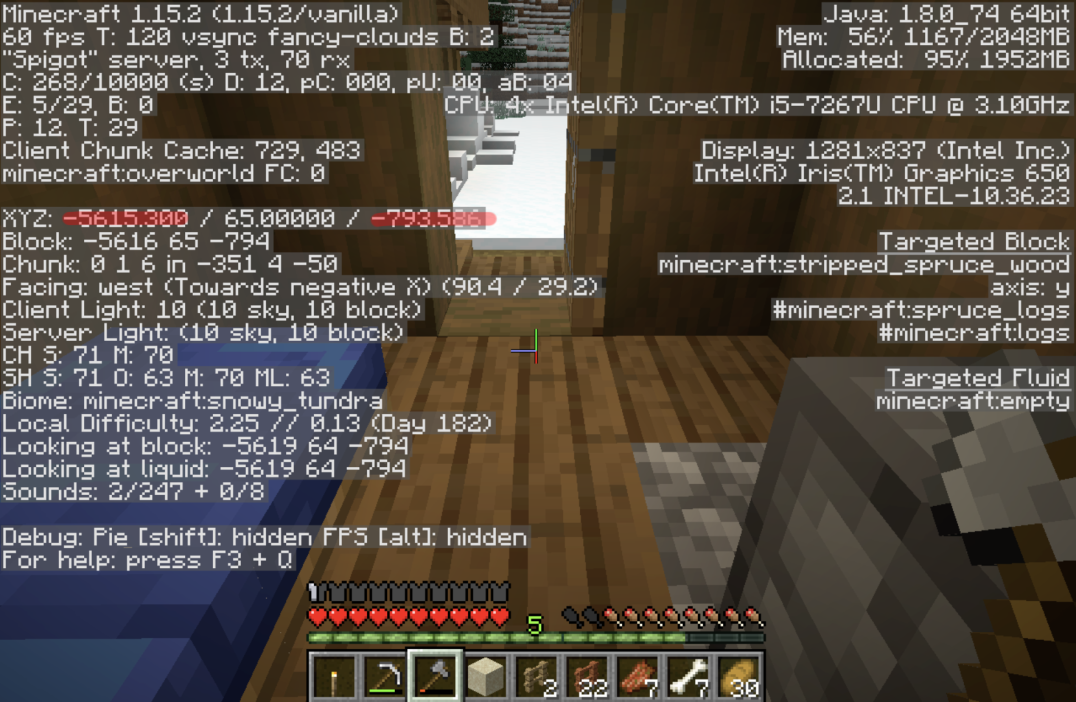 Minecraft 1.15.2 (1.15.2/vanilla)
60 fps T: 120 vsync fancy-clouds B: 2
"Spigot" server, 3 tx, 70 rx
C: 268/10000 (s) D: 12, pC: 000, pU: 00, aB: 04
E: 5/29, B: 0
P: 12. T: 29
Client Chunk Cache: 729, 483
minecraft:overworld FC: 0
XYZ: -5615.300 / 65.00000 / -793.586
Block: -5616 65 -794
Chunk: 0 1 6 in -351 4 -50
Facing: west (Towards negative X) (90.4 / 29.2)
Client Light: 10 (10 sky, 10 block)
Server Light: (10 sky, 10 block)
CH S: 71 M: 70
SH S: 71 O: 63 M: 70 ML: 63
Biome: minecraft:snowy_tundra
Local Difficulty: 2.25 // 0.13 (Day 182)
Looking at block: -5619 64 -794
Looking at liquid: -5619 64 -794
Sounds: 2/247 + 0/8
Debug: Pie [shift]: hidden FPS [alt]: hidden
For help: press F3 + Q
Java: 1.8.0_74 64bit
Mem: 56% 1167/2048MB
Allocated: 95% 1952MB
CPU: 4x Intel(R) Core(TM) i5-7267U CPU @ 3.10GHz
Display: 1281x837 (Intel Inc.)
Intel(R) Iris(TM) Graphics 650
2.1 INTEL-10.36.23
Targeted Block
minecraft:stripped_spruce_wood
axis: y
#minecraft:spruce_logs
#minecraft:logs
Targeted Fluid
minecraft:empty
5
2 22 7 7 30